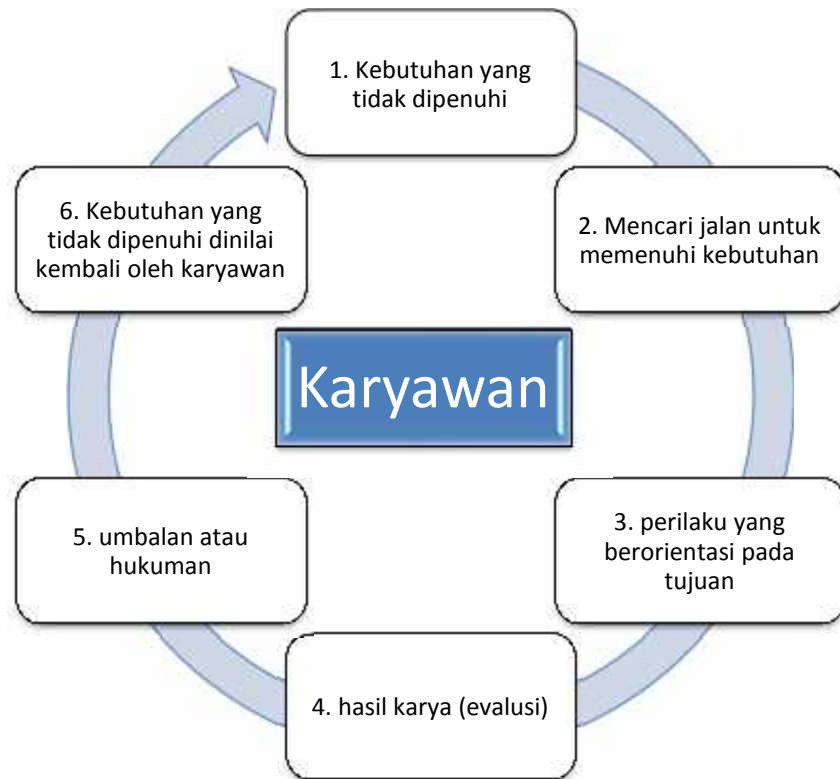 1. Kebutuhan yang
tidak dipenuhi
2. Mencari jalan untuk
memenuhi kebutuhan
3. perilaku yang
berorientasi pada
tujuan
4. hasil karya (evalusi)
5. umbalan atau
hukuman
6. Kebutuhan yang
tidak dipenuhi dinilai
kembali oleh karyawan
Karyawan